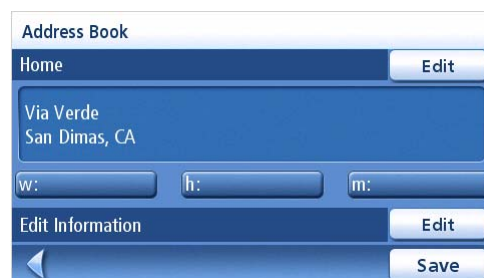 Address Book
Home Edit
Via Verde
San Dimas, CA
w: h: m:
Edit Information Edit
Save